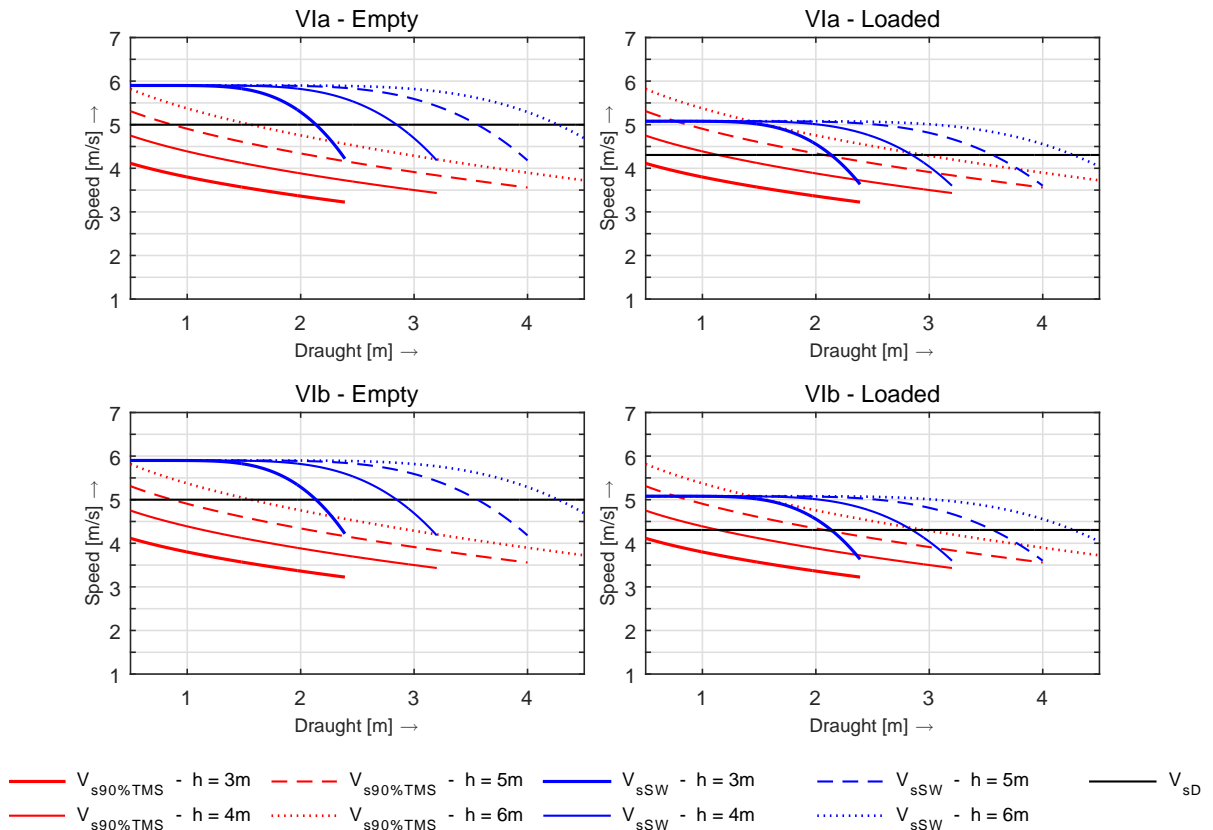 VIa - Empty
7
6
5
4
3
2
1
Speed [m/s] →
1 2 3 4
Draught [m] →
VIa - Loaded
7
6
5
4
3
2
1
Speed [m/s] →
1 2 3 4
Draught [m] →
VIb - Empty
7
6
5
4
3
2
1
Speed [m/s] →
1 2 3 4
Draught [m] →
VIb - Loaded
7
6
5
4
3
2
1
Speed [m/s] →
1 2 3 4
Draught [m] →
Vs90%TMS - h = 3m Vs90%TMS - h = 5m VsSW - h = 3m VsSW - h = 5m VsD
Vs90%TMS - h = 4m Vs90%TMS - h = 6m VsSW - h = 4m VsSW - h = 6m